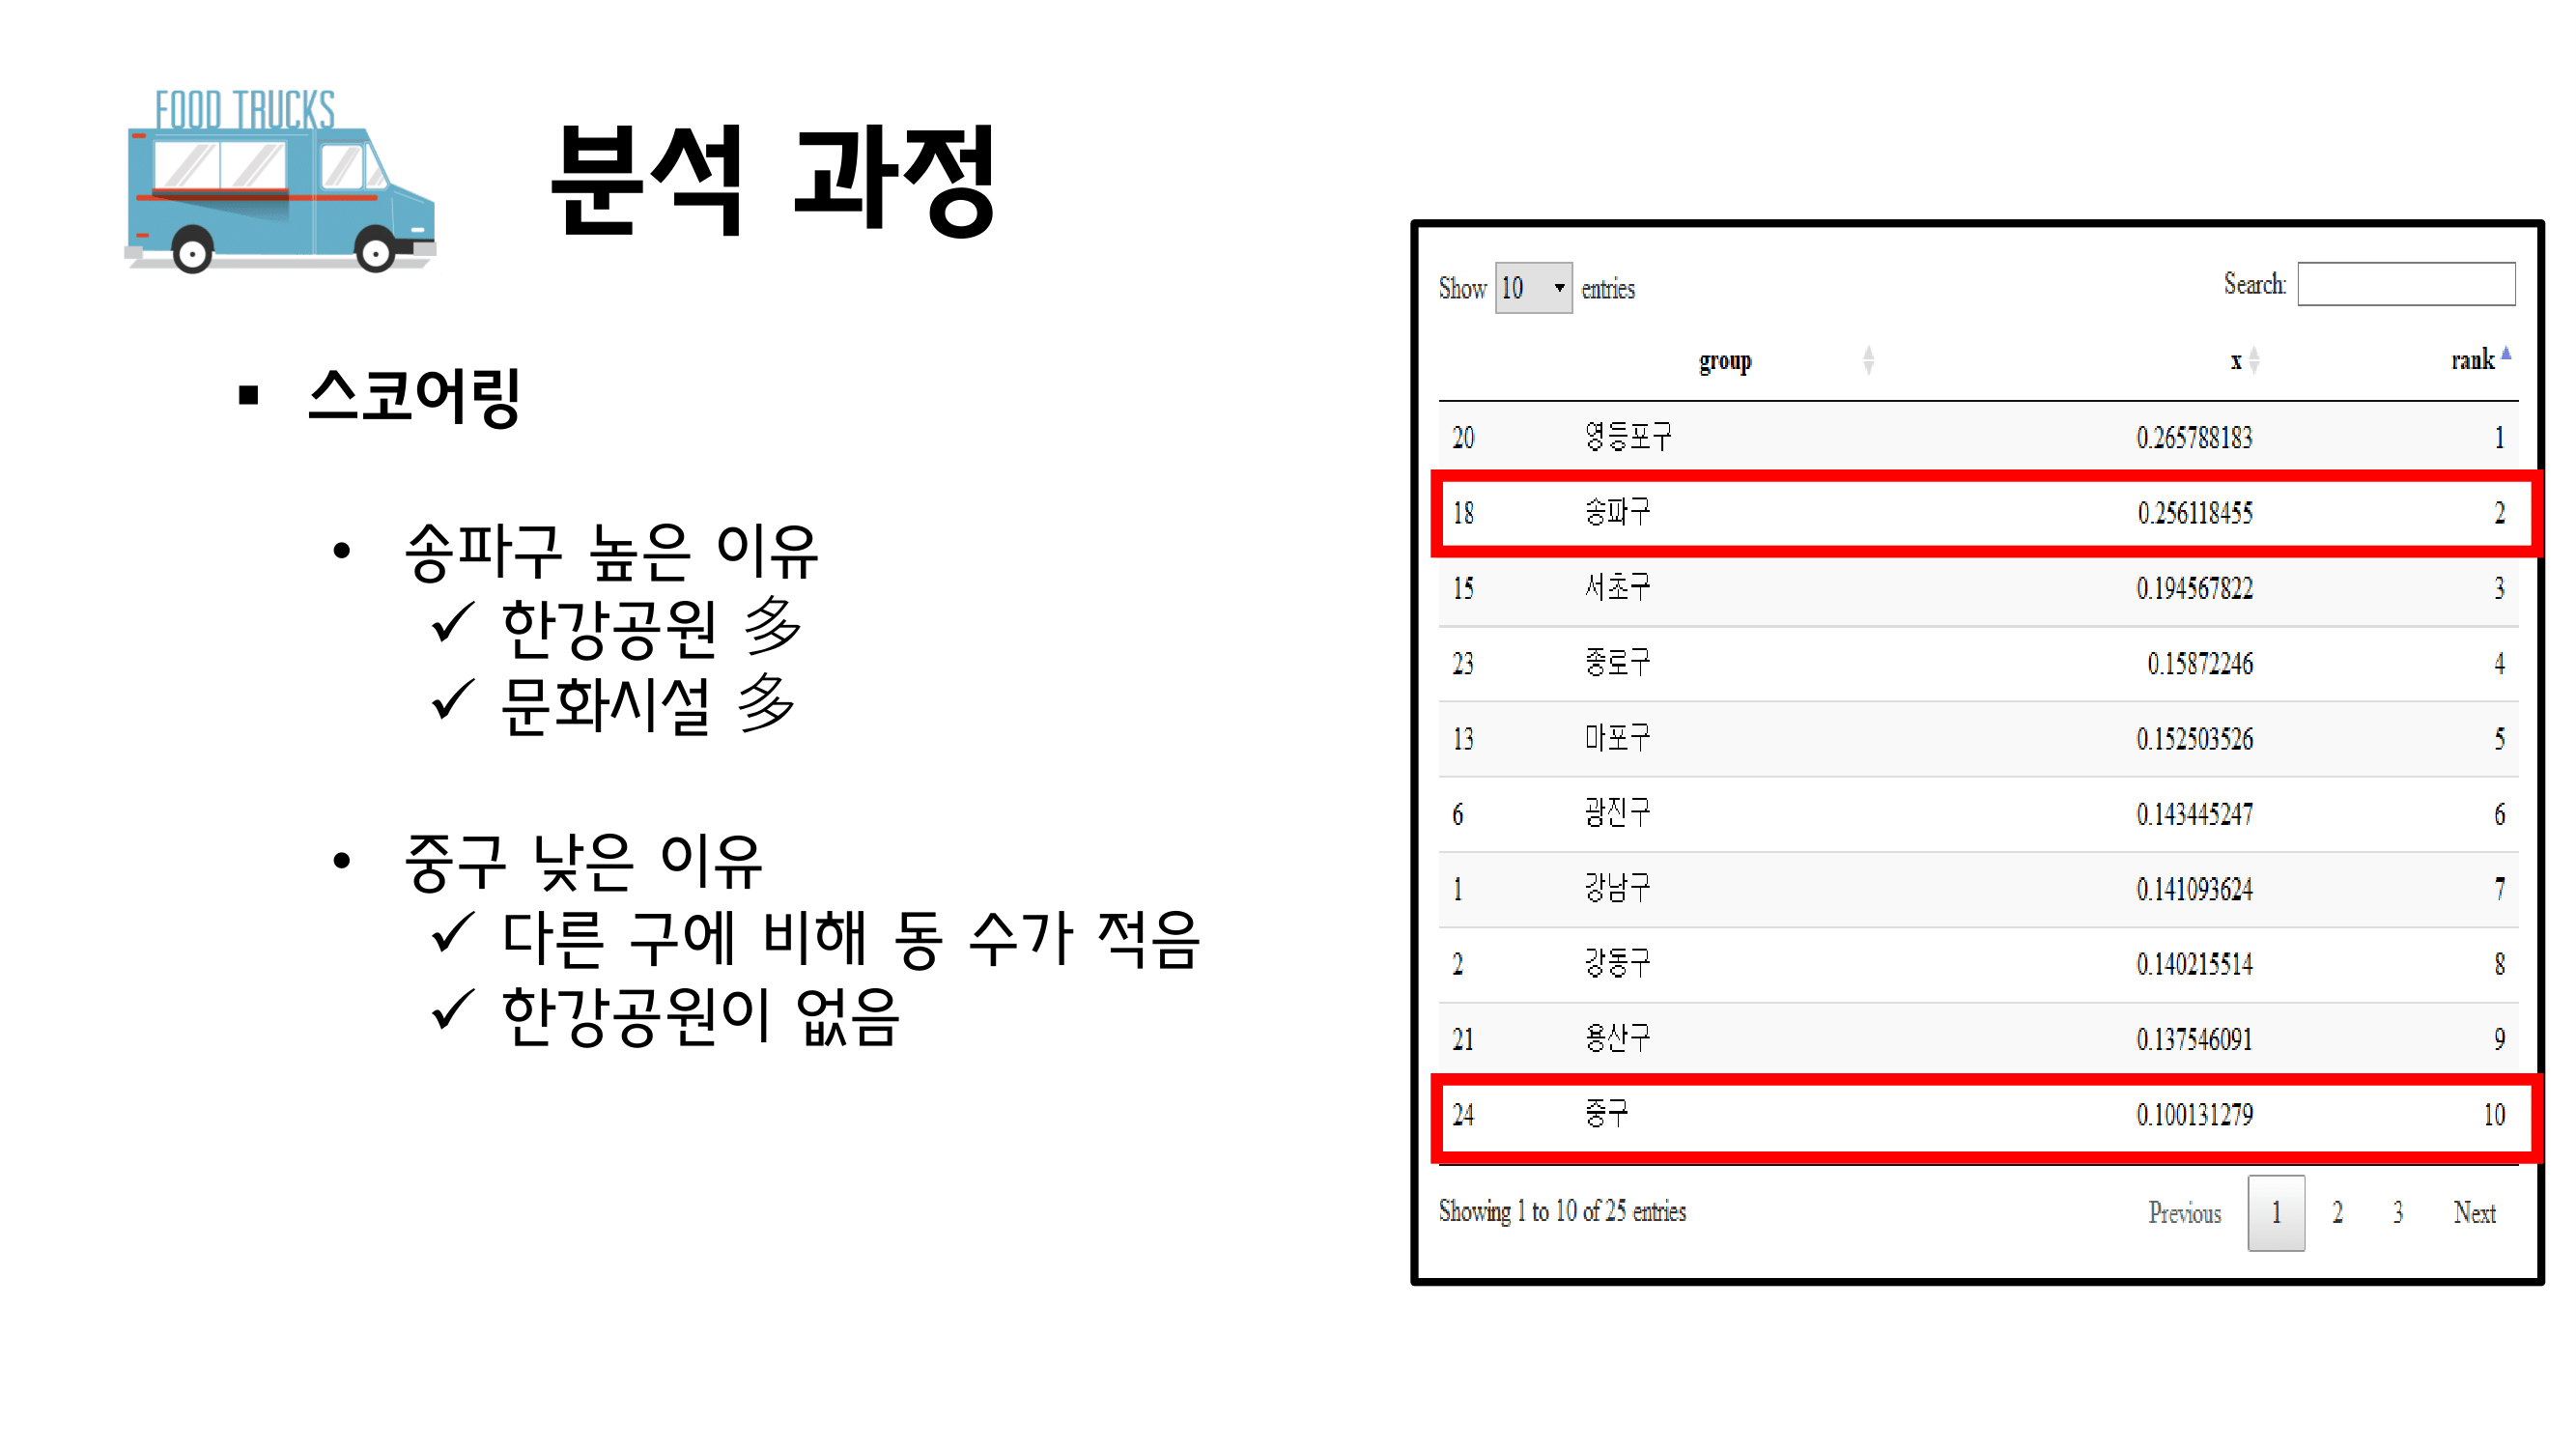 FOOD TRUCKS
분석 과정
▪ 스코어링
• 송파구 높은 이유
✓ 한강공원 多
✓ 문화시설 多
• 중구 낮은 이유
✓ 다른 구에 비해 동 수가 적음
✓ 한강공원이 없음
Show 10 entries Search:
group x rank
20 영등포구 0.265788183 1
18 송파구 0.256118455 2
15 서초구 0.194567822 3
23 종로구 0.15872246 4
13 마포구 0.152503526 5
6 광진구 0.143445247 6
1 강남구 0.141093624 7
2 강동구 0.140215514 8
21 용산구 0.137546091 9
24 중구 0.100131279 10
Showing 1 to 10 of 25 entries Previous 1 2 3 Next